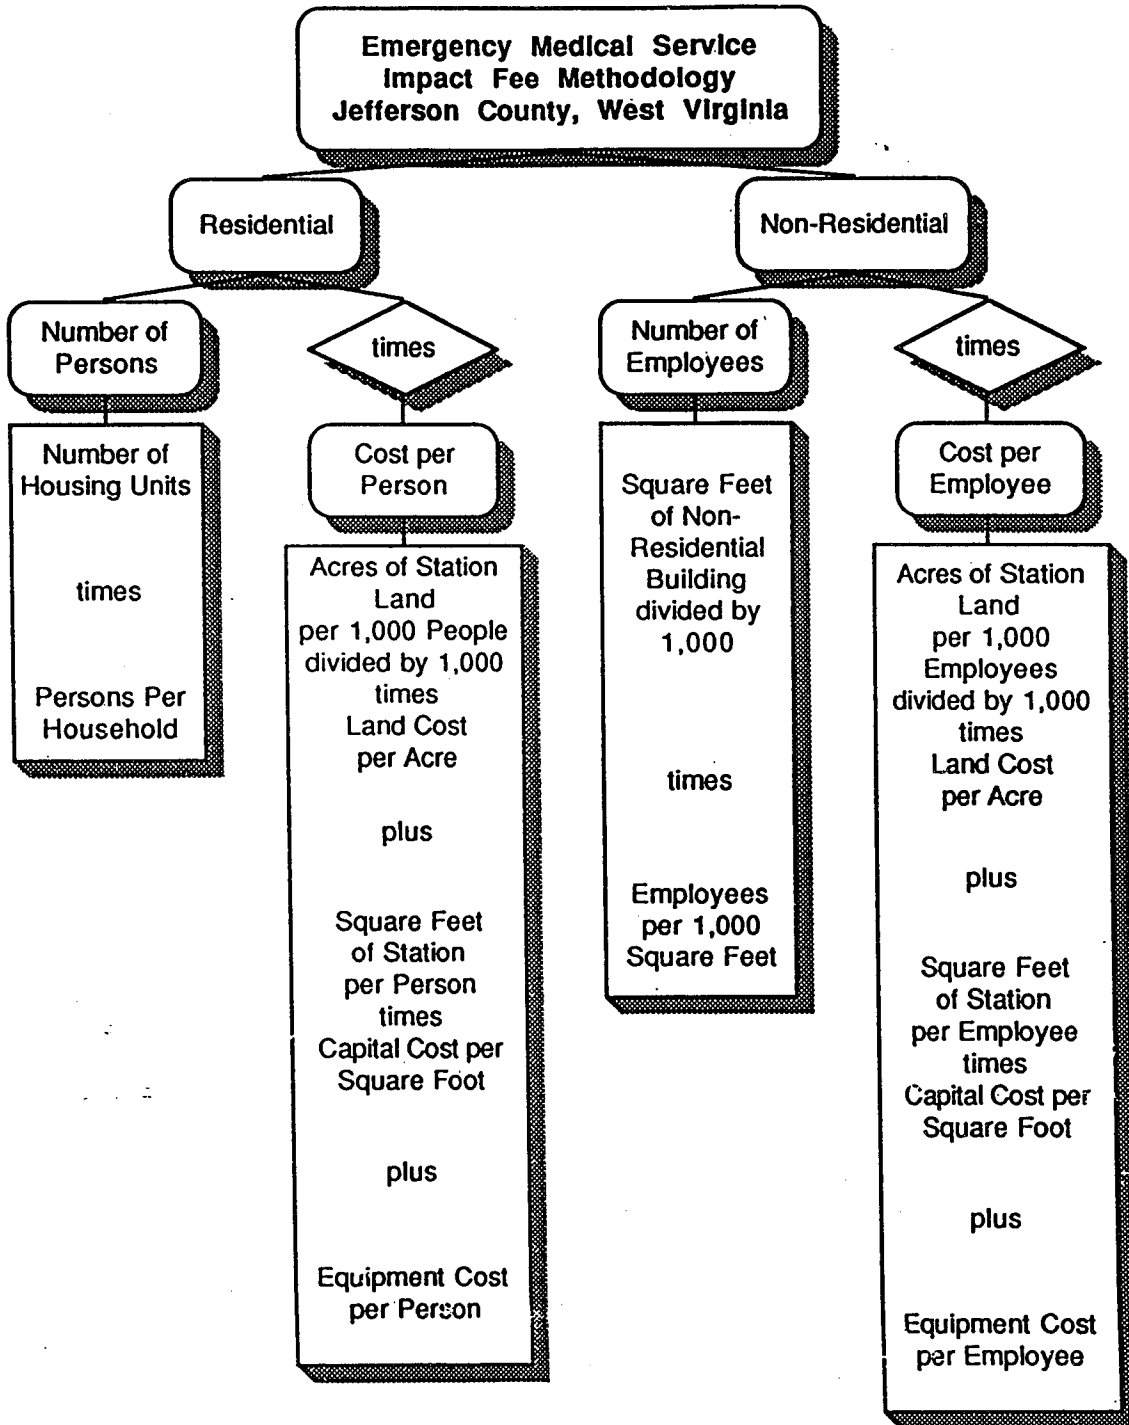 Emergency Medical Service
Impact Fee Methodology
Jefferson County, West Virginia
Residential
Non-Residential
Number of
Persons
times
Number of
Employees
times
Number of
Housing Units
times
Persons Per
Household
Cost per
Person
Acres of Station
Land
per 1,000 People
divided by 1,000
times
Land Cost
per Acre
plus
Square Feet
of Station
per Person
times
Capital Cost per
Square Foot
plus
Equipment Cost
per Person
Square Feet
of Non-
Residential
Building
divided by
1,000
times
Employees
per 1,000
Square Feet
Cost per
Employee
Acres of Station
Land
per 1,000
Employees
divided by 1,000
times
Land Cost
per Acre
plus
Square Feet
of Station
per Employee
times
Capital Cost per
Square Foot
plus
Equipment Cost
per Employee